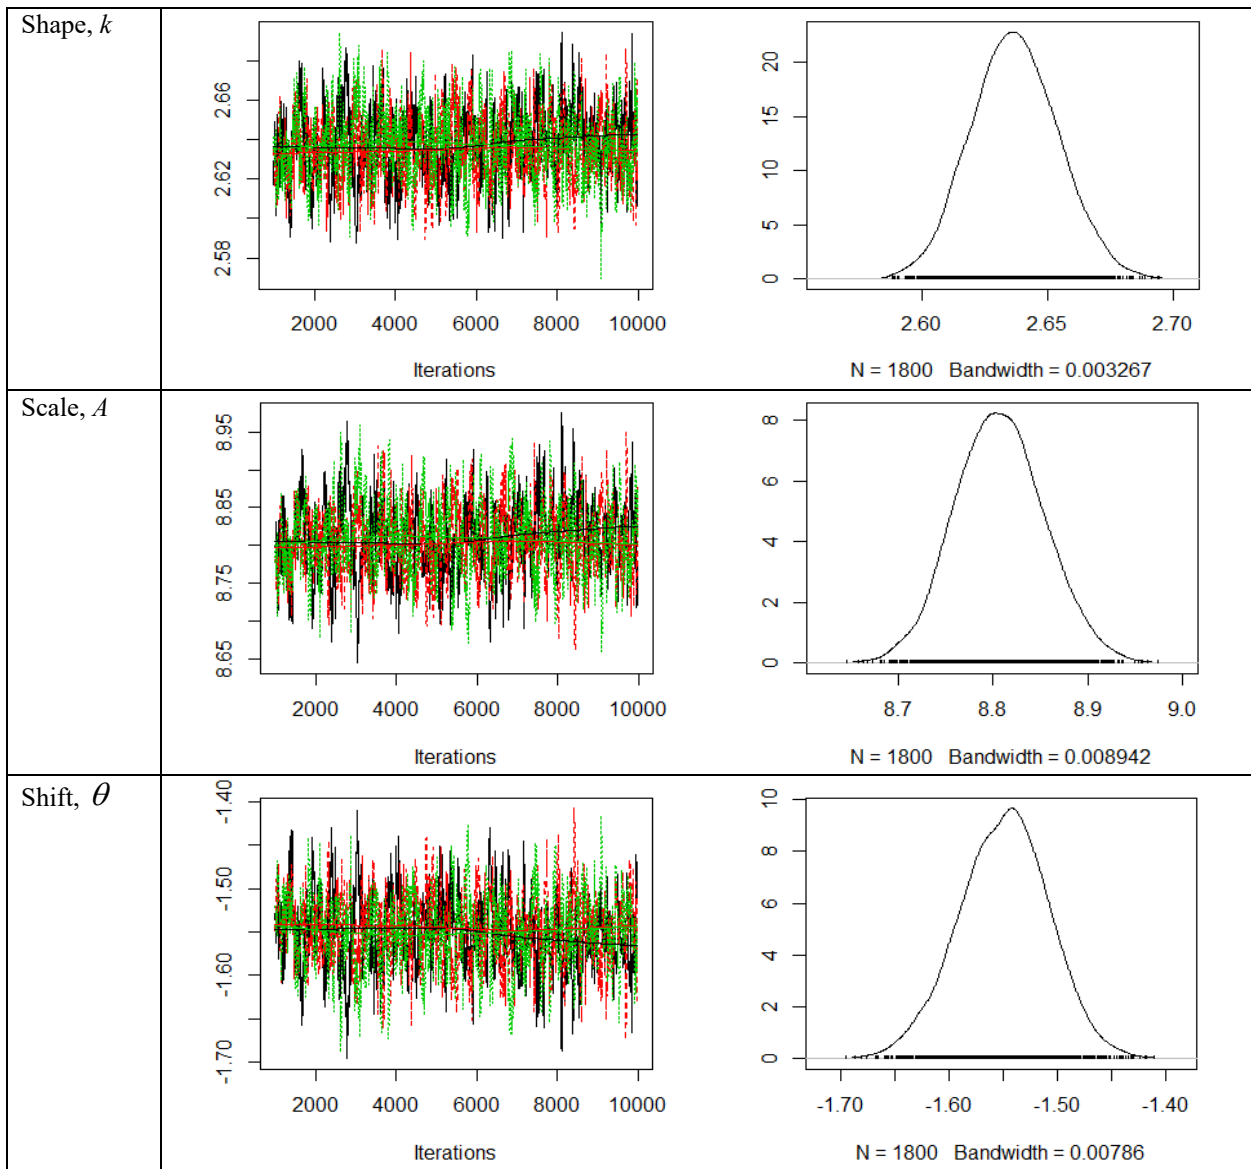 Shape, k
2.58 2.62 2.66
2000 4000 6000 8000 10000
Iterations
0 5 10 15 20
2.60 2.65 2.70
N = 1800 Bandwidth = 0.003267
Scale, A
8.65 8.75 8.85 8.95
2000 4000 6000 8000 10000
Iterations
0 2 4 6 8
8.7 8.8 8.9 9.0
N = 1800 Bandwidth = 0.008942
Shift, θ
-1.70 -1.60 -1.50 -1.40
2000 4000 6000 8000 10000
Iterations
0 2 4 6 8 10
-1.70 -1.60 -1.50 -1.40
N = 1800 Bandwidth = 0.00786